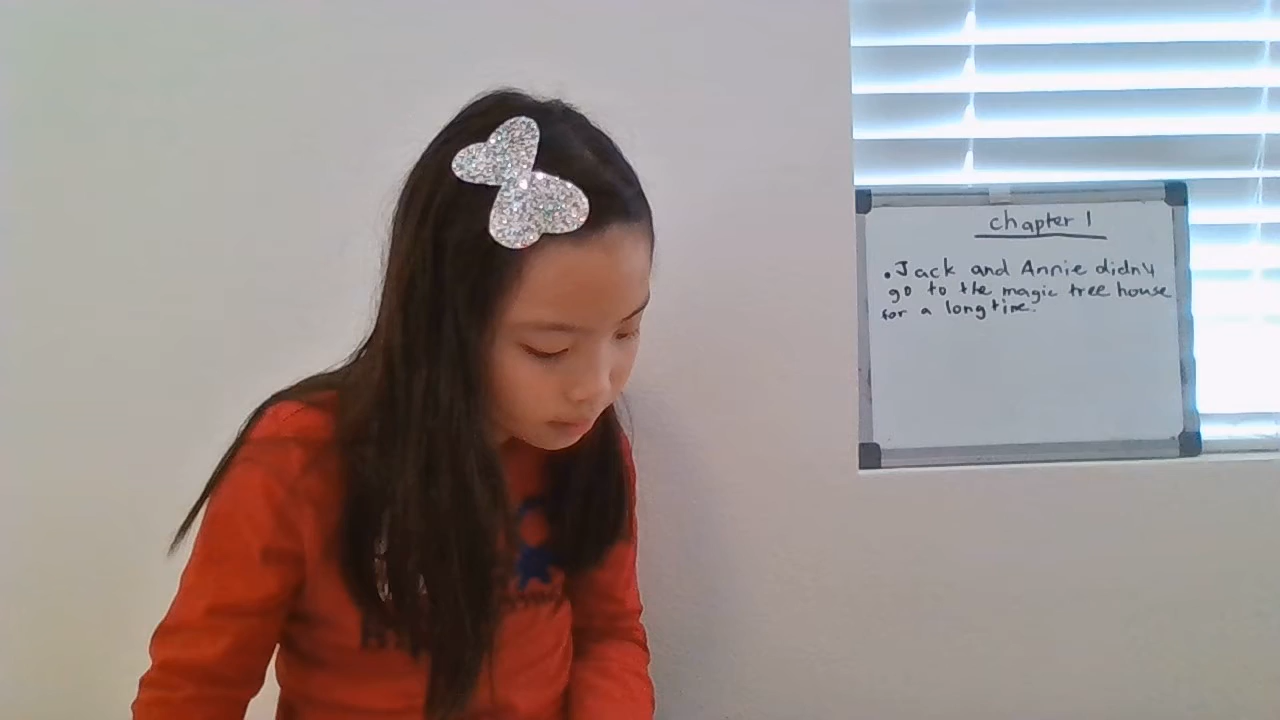 chapter 1
. Jack and Annie didn't
go to the magic tree house
for a long time.